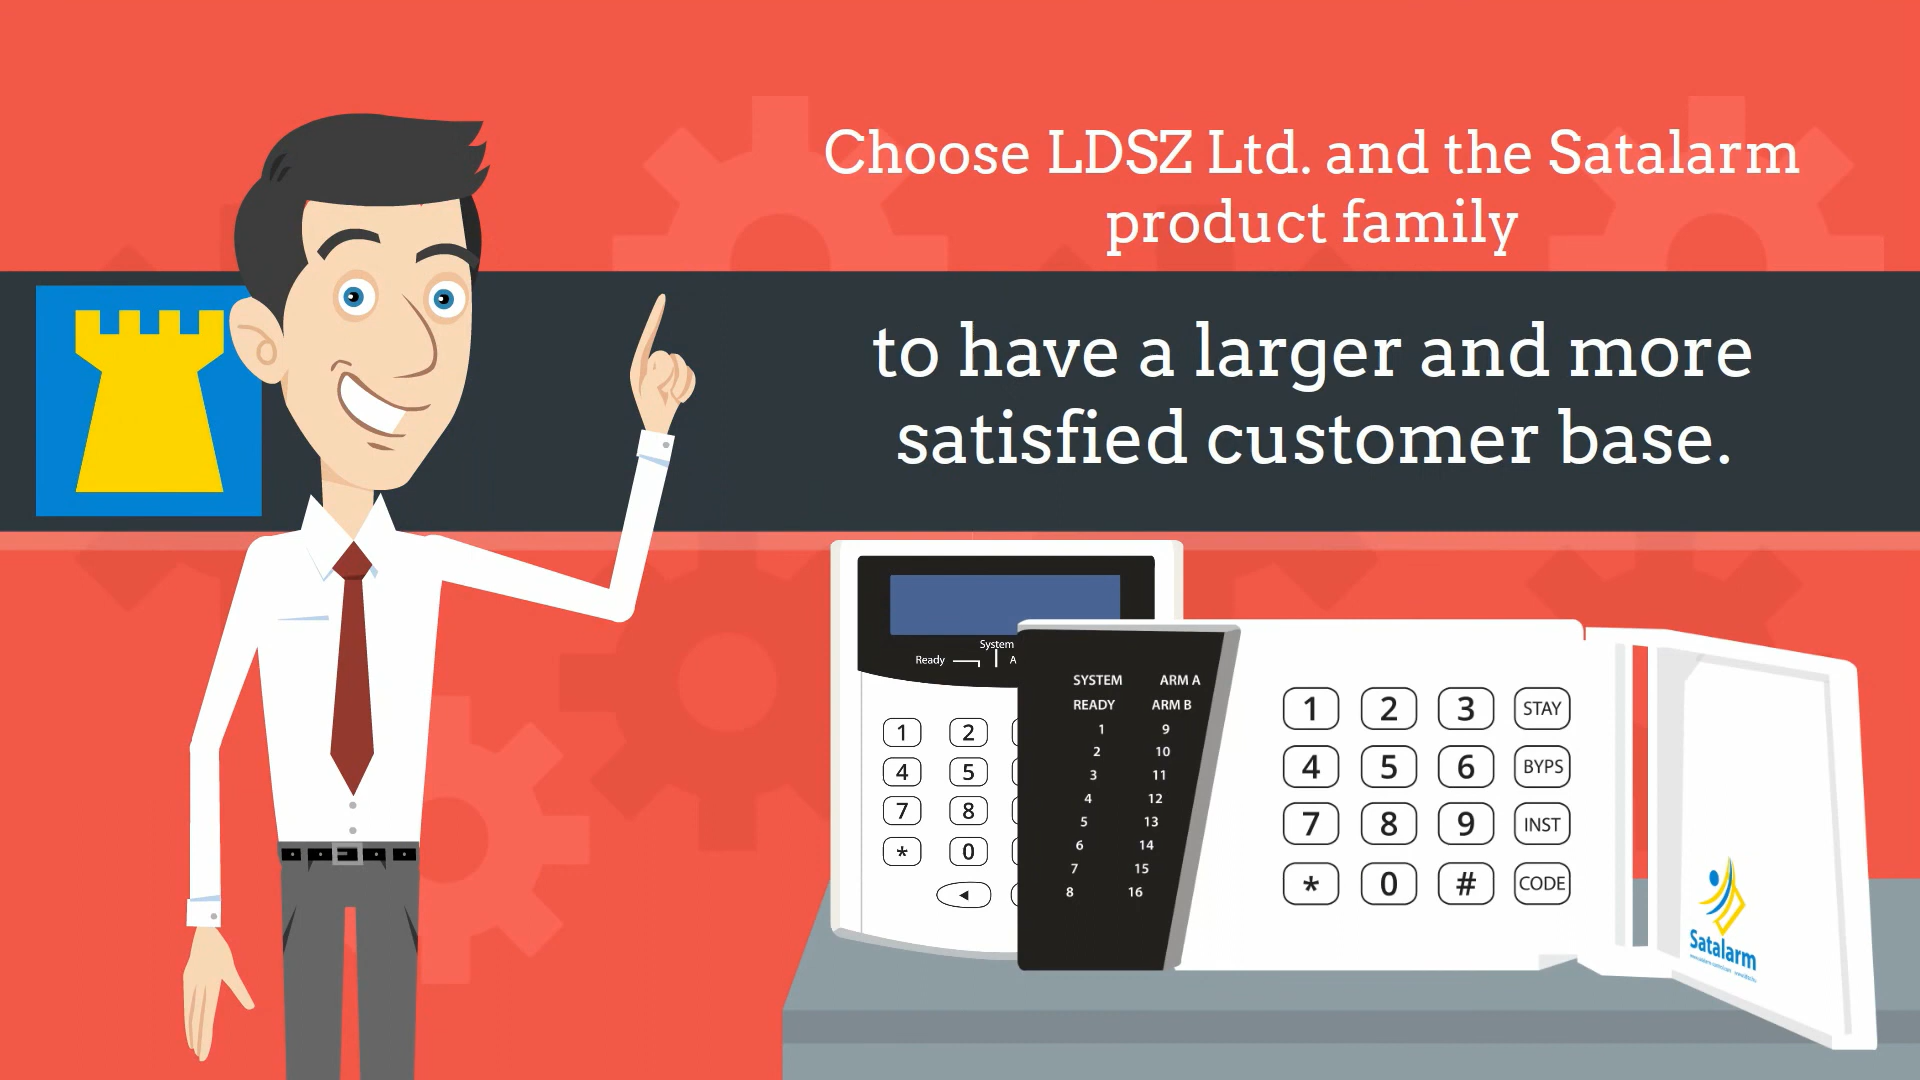 Choose LDSZ Ltd. and the Satalarm
product family
to have a larger and more
satisfied customer base.
System
Ready
A
1 2
4 5
7 8
* 0
◄
SYSTEM ARM A
READY ARM B
1 9
2 10
3 11
4 12
5 13
6 14
7 15
8 16
1 2 3 STAY
4 5 6 BYPS
7 8 9 INST
* 0 # CODE
Satalarm